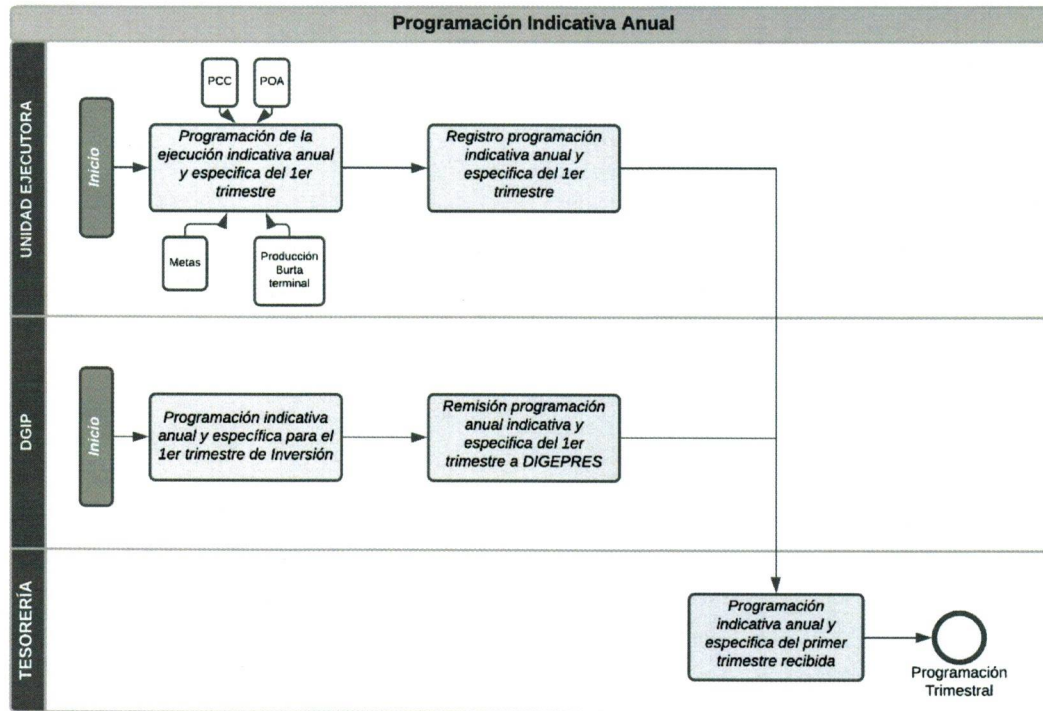 Programación Indicativa Anual
UNIDAD EJECUTORA
Inicio
PCC
POA
Programación de la
ejecución indicativa anual
y especifica del 1er
trimestre
Metas
Producción
Burta
terminal
Registro programación
indicativa anual y
especifica del 1er
trimestre
DGIP
Inicio
Programación indicativa
anual y específica para el
1er trimestre de Inversión
Remisión programación
anual indicativa y
especifica del 1er
trimestre a DIGEPRES
TESORERÍA
Programación
indicativa anual y
especifica del primer
trimestre recibida
Programación
Trimestral